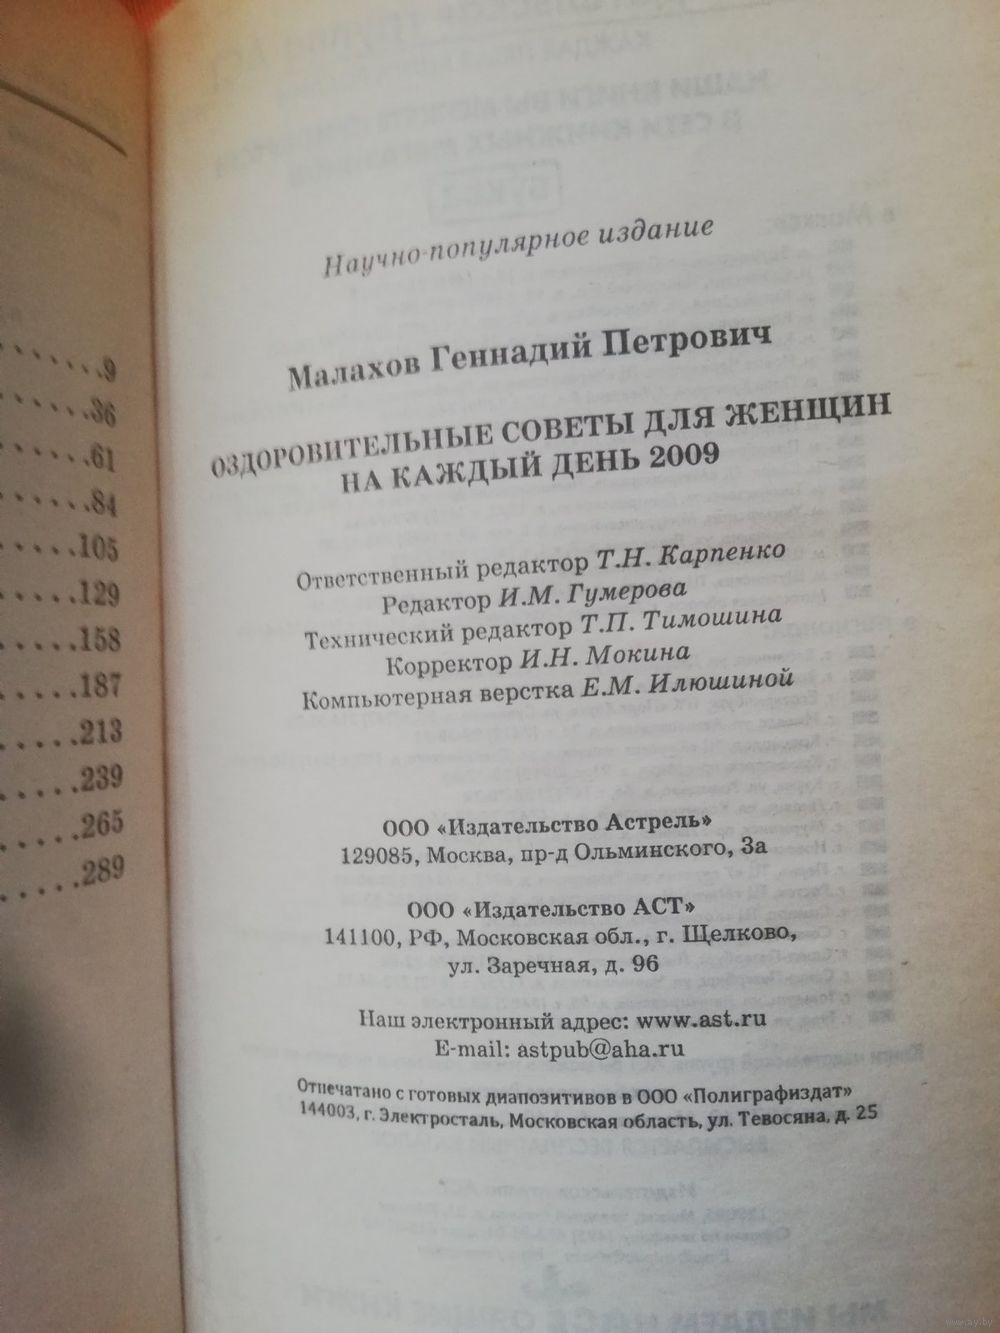 .....9
.....36
.....61
.....84
.....105
.....129
.....158
.....187
.....213
.....239
.....265
.....289
Научно-популярное издание
Малахов Геннадий Петрович
ОЗДОРОВИТЕЛЬНЫЕ СОВЕТЫ ДЛЯ ЖЕНЩИН
НА КАЖДЫЙ ДЕНЬ 2009
Ответственный редактор Т.Н. Карпенко
Редактор И.М. Гумерова
Технический редактор Т.П. Тимошина
Корректор И.Н. Мокина
Компьютерная верстка Е.М. Илюшиной
ООО «Издательство Астрель»
129085, Москва, пр-д Ольминского, 3а
ООО «Издательство АСТ»
141100, РФ, Московская обл., г. Щелково,
ул. Заречная, д. 96
Наш электронный адрес: www.ast.ru
E-mail: astpub@aha.ru
Отпечатано с готовых диапозитивов в ООО «Полиграфиздат»
144003, г. Электросталь, Московская область, ул. Тевосяна, д. 25
www.ay.by